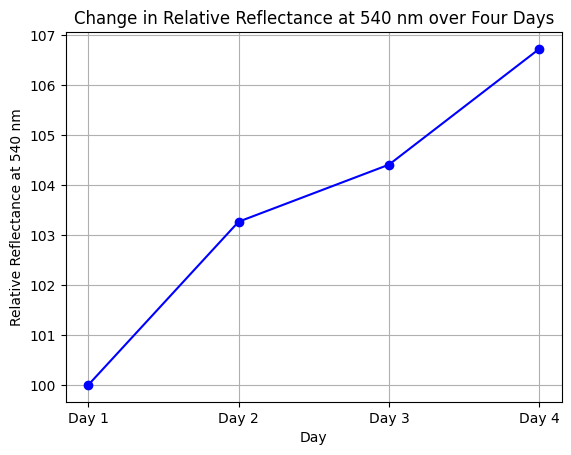 Change in Relative Reflectance at 540 nm over Four Days
107
106
105
104
103
102
101
100
Relative Reflectance at 540 nm
Day 1 Day 2 Day 3 Day 4
Day